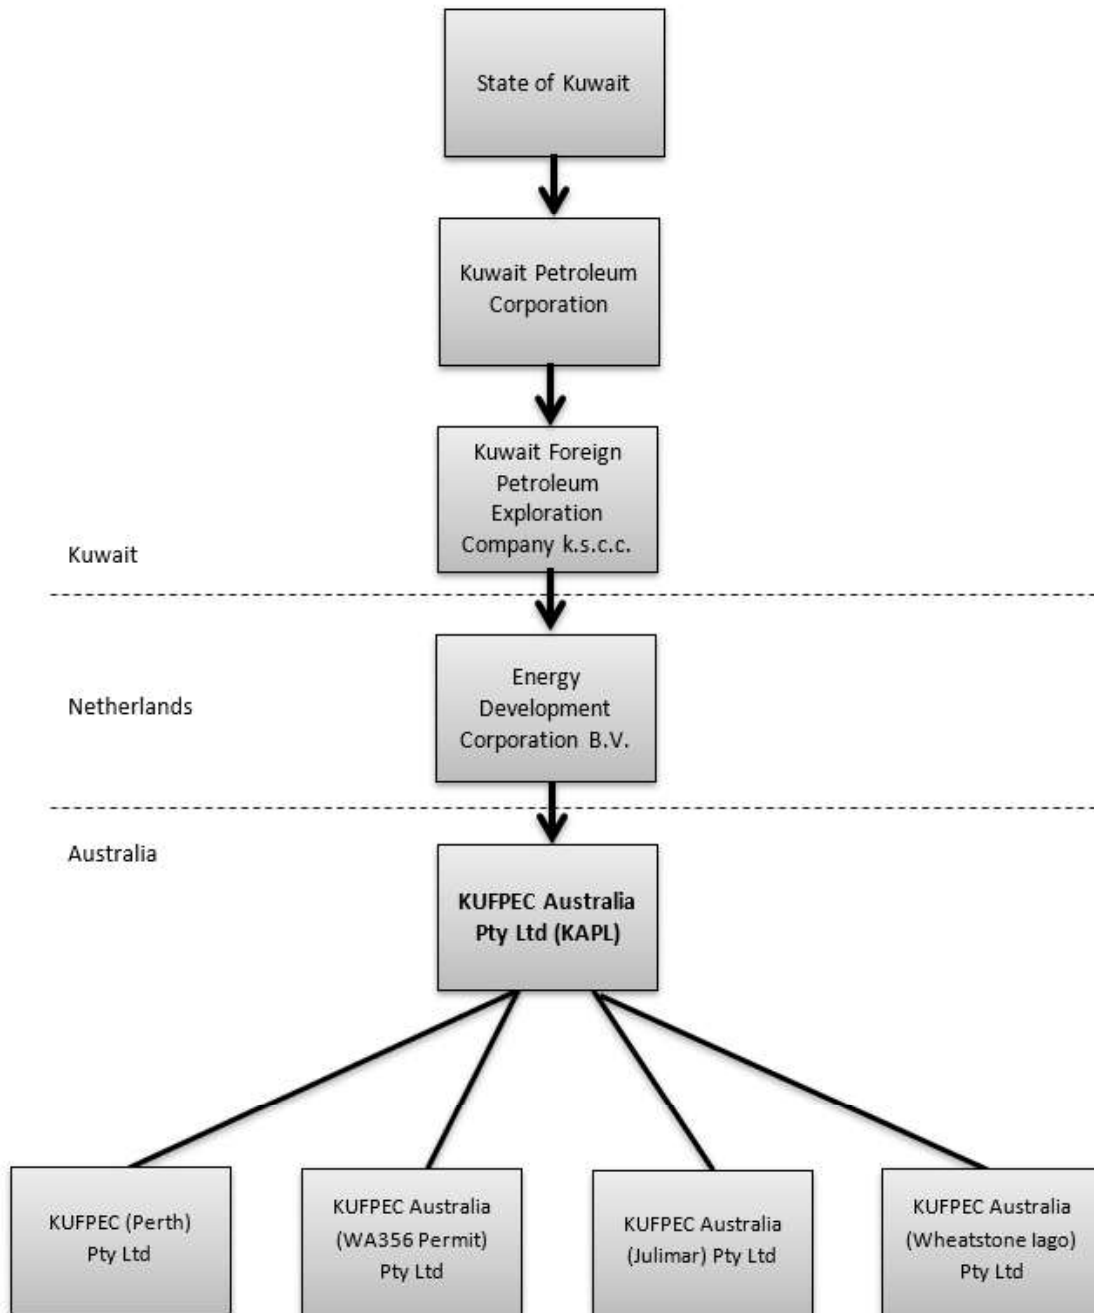 State of Kuwait
Kuwait Petroleum
Corporation
Kuwait Foreign
Petroleum
Exploration
Company k.s.c.c.
Kuwait
Energy
Development
Corporation B.V.
Netherlands
Australia
KUFPEC Australia
Pty Ltd (KAPL)
KUFPEC (Perth)
Pty Ltd
KUFPEC Australia
(WA356 Permit)
Pty Ltd
KUFPEC Australia
(Julimar) Pty Ltd
KUFPEC Australia
(Wheatstone Iago)
Pty Ltd